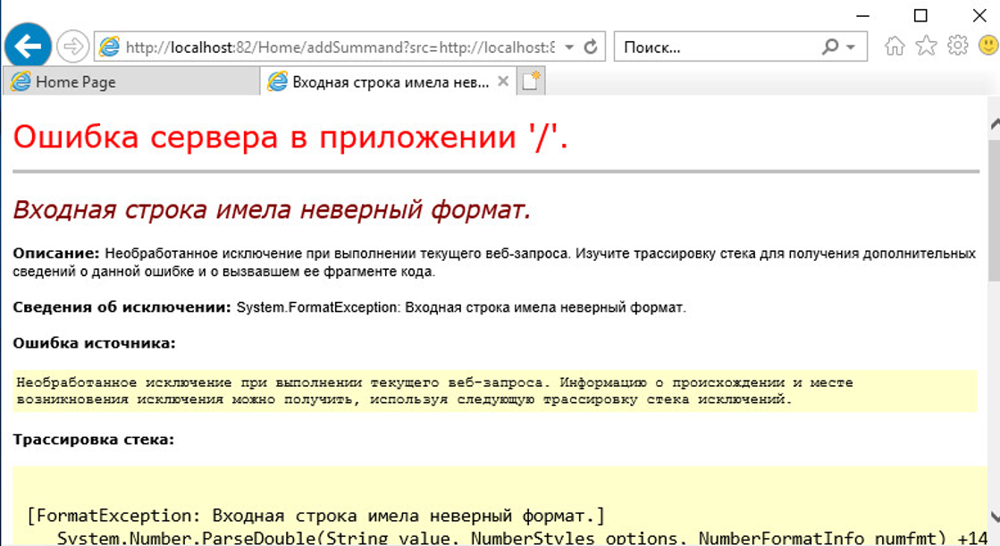 http://localhost:82/Home/addSummand?src=http://localhost:8
Поиск...
Home Page
Входная строка имела нев...
Ошибка сервера в приложении '/'.
Входная строка имела неверный формат.
Описание: Необработанное исключение при выполнении текущего веб-запроса. Изучите трассировку стека для получения дополнительных
сведений о данной ошибке и о вызвавшем ее фрагменте кода.
Сведения об исключении: System.FormatException: Входная строка имела неверный формат.
Ошибка источника:
Необработанное исключение при выполнении текущего веб-запроса. Информацию о происхождении и месте
возникновения исключения можно получить, используя следующую трассировку стека исключений.
Трассировка стека:
[FormatException: Входная строка имела неверный формат.]
System.Number.ParseDouble(String value, NumberStyles options, NumberFormatInfo numfmt) +14